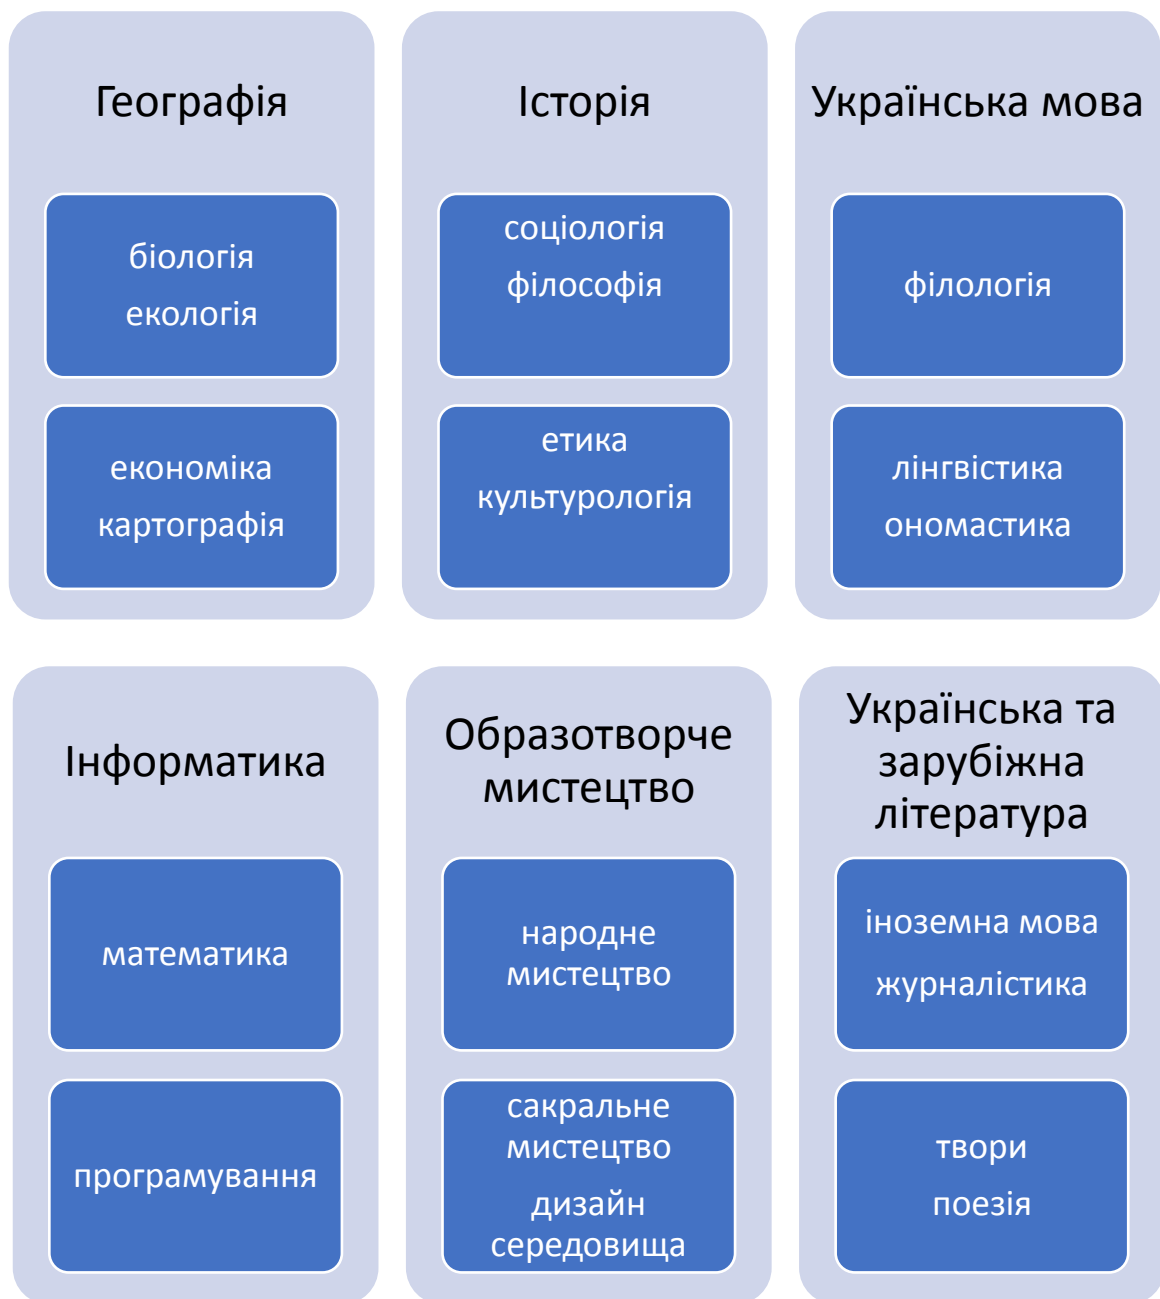 Географія
біологія
екологія
економіка
картографія
Історія
соціологія
філософія
етика
культурологія
Українська мова
філологія
лінгвістика
ономастика
Інформатика
математика
програмування
Образотворче
мистецтво
народне
мистецтво
сакральне
мистецтво
дизайн
середовища
Українська та
зарубіжна
література
іноземна мова
журналістика
твори
поезія